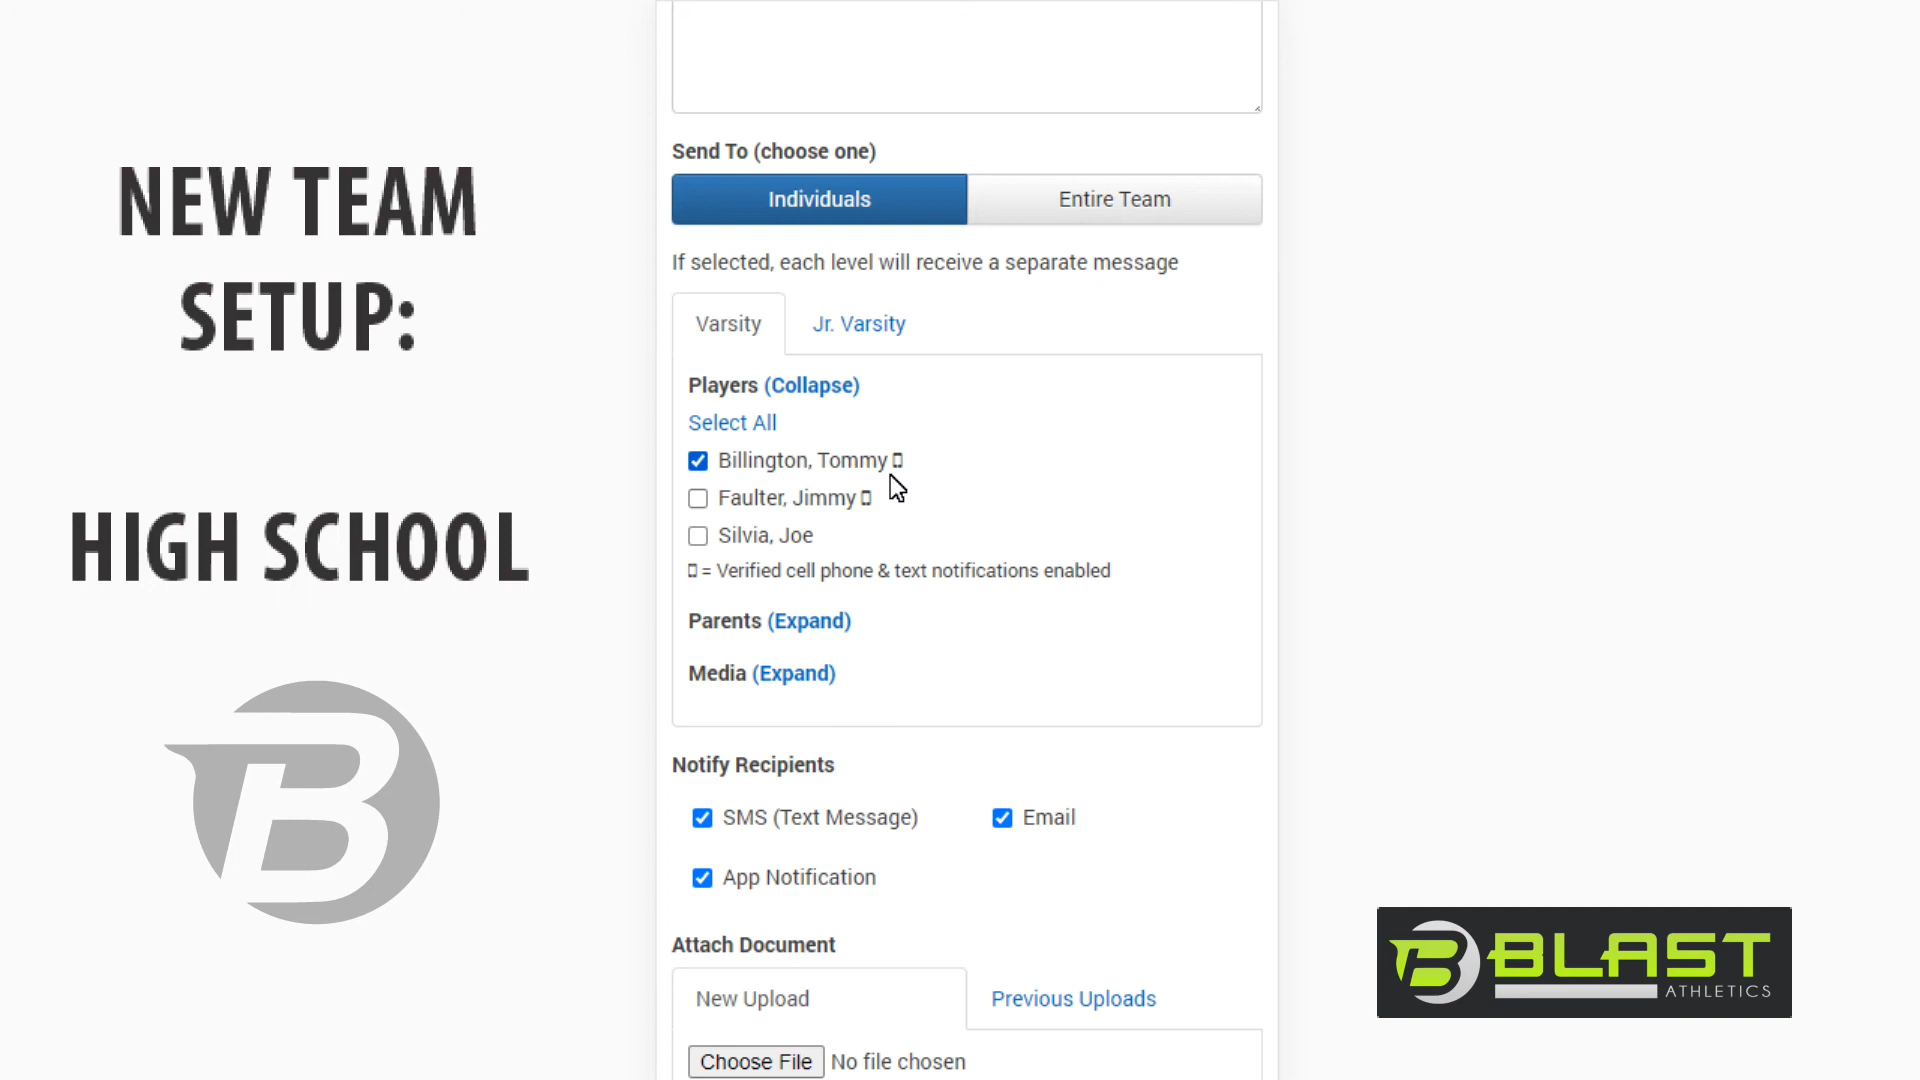 NEW TEAM
SETUP:
HIGH SCHOOL
Send To (choose one)
Individuals
Entire Team
If selected, each level will receive a separate message
Varsity
Jr. Varsity
Players (Collapse)
Select All
Billington, Tommy
Faulter, Jimmy
Silvia, Joe
= Verified cell phone & text notifications enabled
Parents (Expand)
Media (Expand)
Notify Recipients
SMS (Text Message)
Email
App Notification
Attach Document
New Upload
Previous Uploads
Choose File No file chosen
B
B BLAST
ATHLETICS